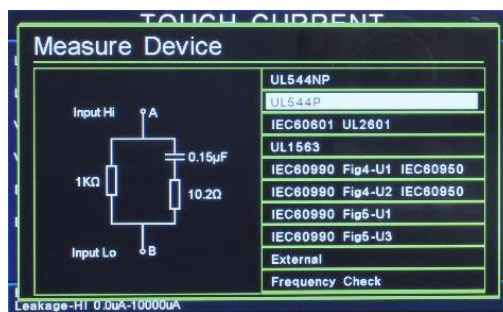 TOUCH CURRENT
Measure Device
Input Hi
A
0.15µF
1KΩ
10.2Ω
Input Lo
B
UL544NP
UL544P
IEC60601 UL2601
UL1563
IEC60990 Fig4-U1 IEC60950
IEC60990 Fig4-U2 IEC60950
IEC60990 Fig5-U1
IEC60990 Fig5-U3
External
Frequency Check
Leakage-HI 0.0uA-10000uA